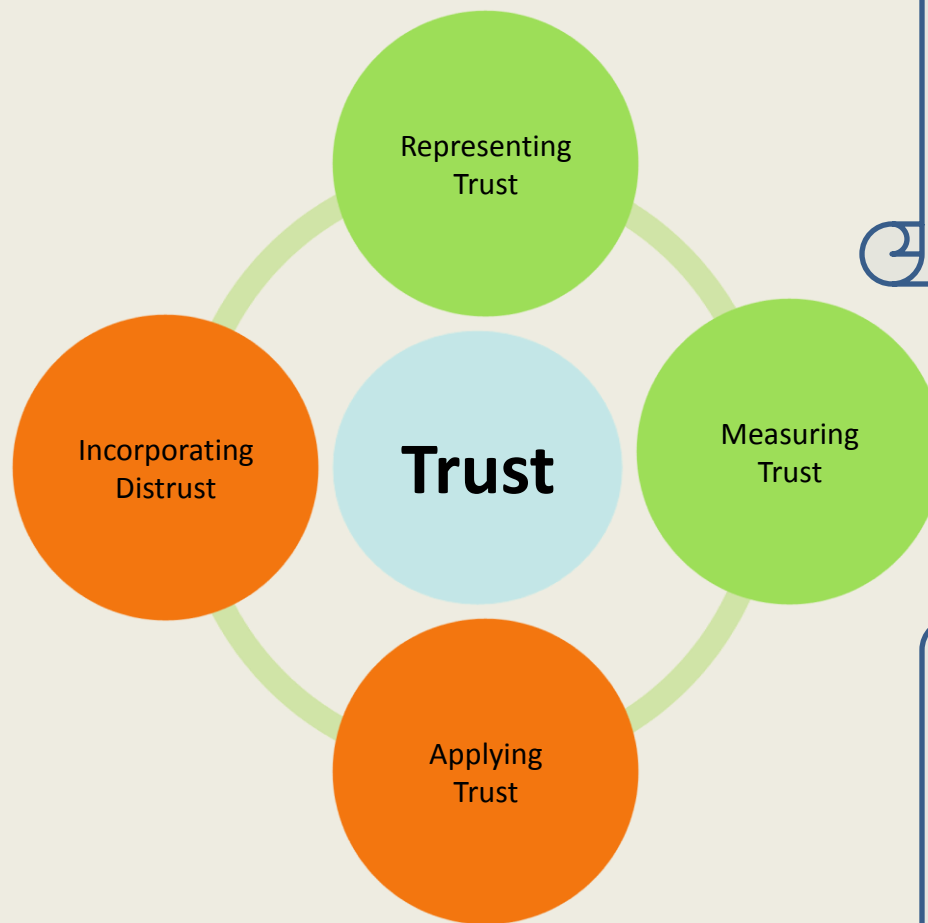 Representing
Trust
Measuring
Trust
Incorporating
Distrust
Trust
Applying
Trust